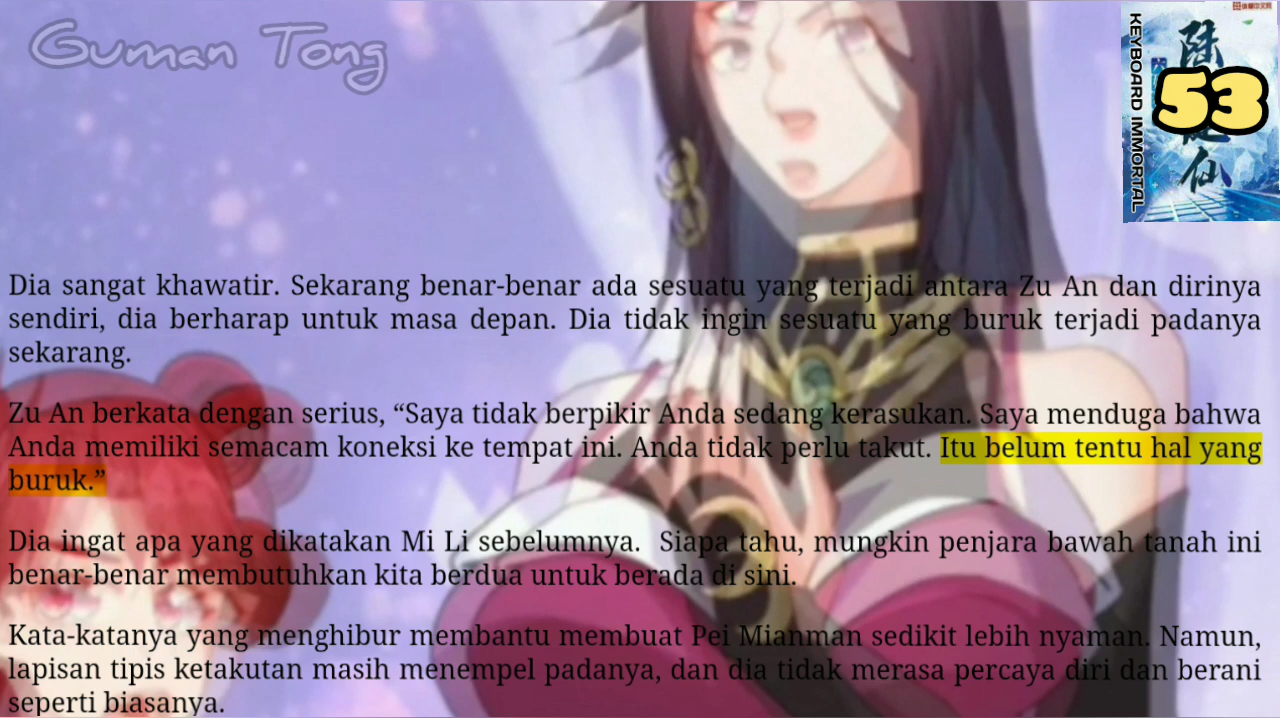 Guman Tong
KEYBOARD IMMORTAL
53
仙
Dia sangat khawatir. Sekarang benar-benar ada sesuatu yang terjadi antara Zu An dan dirinya
sendiri, dia berharap untuk masa depan. Dia tidak ingin sesuatu yang buruk terjadi padanya
sekarang.
Zu An berkata dengan serius, “Saya tidak berpikir Anda sedang kerasukan. Saya menduga bahwa
Anda memiliki semacam koneksi ke tempat ini. Anda tidak perlu takut. Itu belum tentu hal yang
buruk.”
Dia ingat apa yang dikatakan Mi Li sebelumnya. Siapa tahu, mungkin penjara bawah tanah ini
benar-benar membutuhkan kita berdua untuk berada di sini.
Kata-katanya yang menghibur membantu membuat Pei Mianman sedikit lebih nyaman. Namun,
lapisan tipis ketakutan masih menempel padanya, dan dia tidak merasa percaya diri dan berani
seperti biasanya.